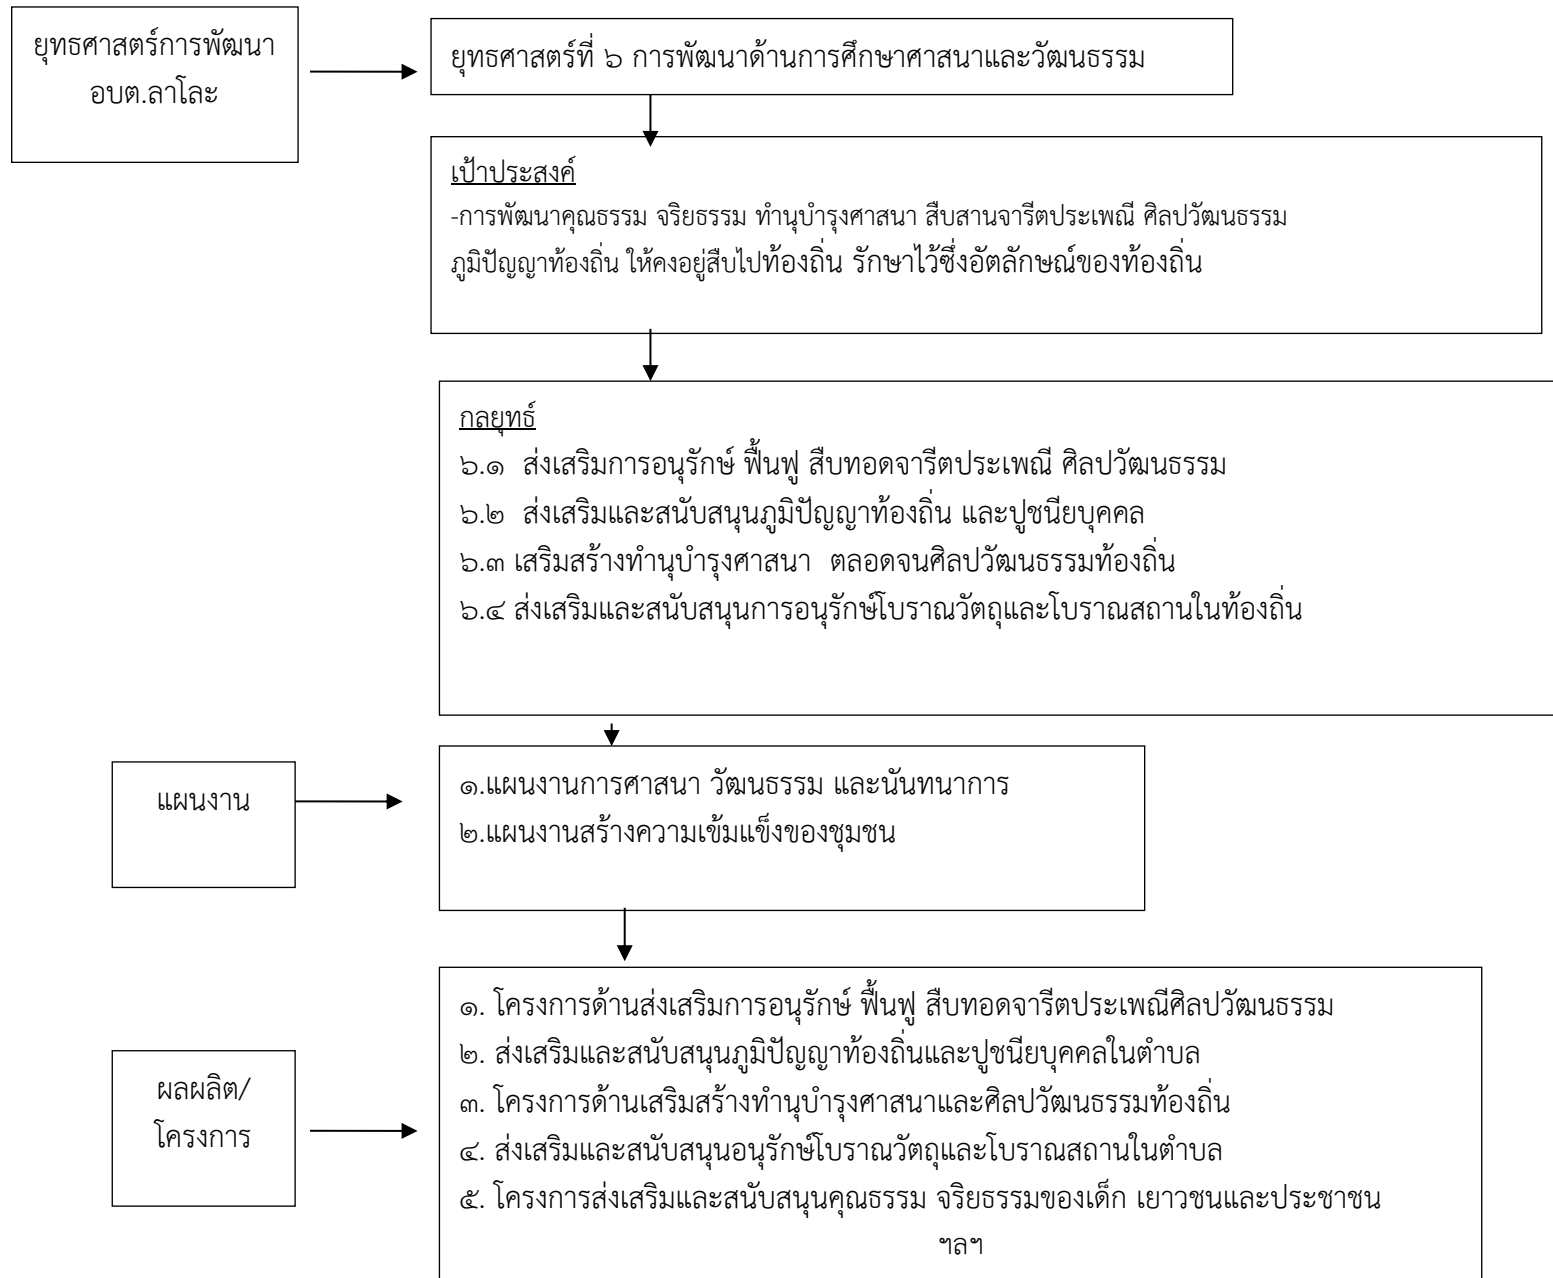 ยุทธศาสตร์การพัฒนา
อบต.ลาโละ
ยุทธศาสตร์ที่ ๖ การพัฒนาด้านการศึกษาศาสนาและวัฒนธรรม
เป้าประสงค์
-การพัฒนาคุณธรรม จริยธรรม ทำนุบำรุงศาสนา สืบสานจารีตประเพณี ศิลปวัฒนธรรม
ภูมิปัญญาท้องถิ่น ให้คงอยู่สืบไปท้องถิ่น รักษาไว้ซึ่งอัตลักษณ์ของท้องถิ่น
กลยุทธ์
๖.๑ ส่งเสริมการอนุรักษ์ ฟื้นฟู สืบทอดจารีตประเพณี ศิลปวัฒนธรรม
๖.๒ ส่งเสริมและสนับสนุนภูมิปัญญาท้องถิ่น และปูชนียบุคคล
๖.๓ เสริมสร้างทำนุบำรุงศาสนา ตลอดจนศิลปวัฒนธรรมท้องถิ่น
๖.๔ ส่งเสริมและสนับสนุนการอนุรักษ์โบราณวัตถุและโบราณสถานในท้องถิ่น
แผนงาน
๑.แผนงานการศาสนา วัฒนธรรม และนันทนาการ
๒.แผนงานสร้างความเข้มแข็งของชุมชน
ผลผลิต/
โครงการ
๑. โครงการด้านส่งเสริมการอนุรักษ์ ฟื้นฟู สืบทอดจารีตประเพณีศิลปวัฒนธรรม
๒. ส่งเสริมและสนับสนุนภูมิปัญญาท้องถิ่นและปูชนียบุคคลในตำบล
๓. โครงการด้านเสริมสร้างทำนุบำรุงศาสนาและศิลปวัฒนธรรมท้องถิ่น
๔. ส่งเสริมและสนับสนุนอนุรักษ์โบราณวัตถุและโบราณสถานในตำบล
๕. โครงการส่งเสริมและสนับสนุนคุณธรรม จริยธรรมของเด็ก เยาวชนและประชาชน
ฯลฯ